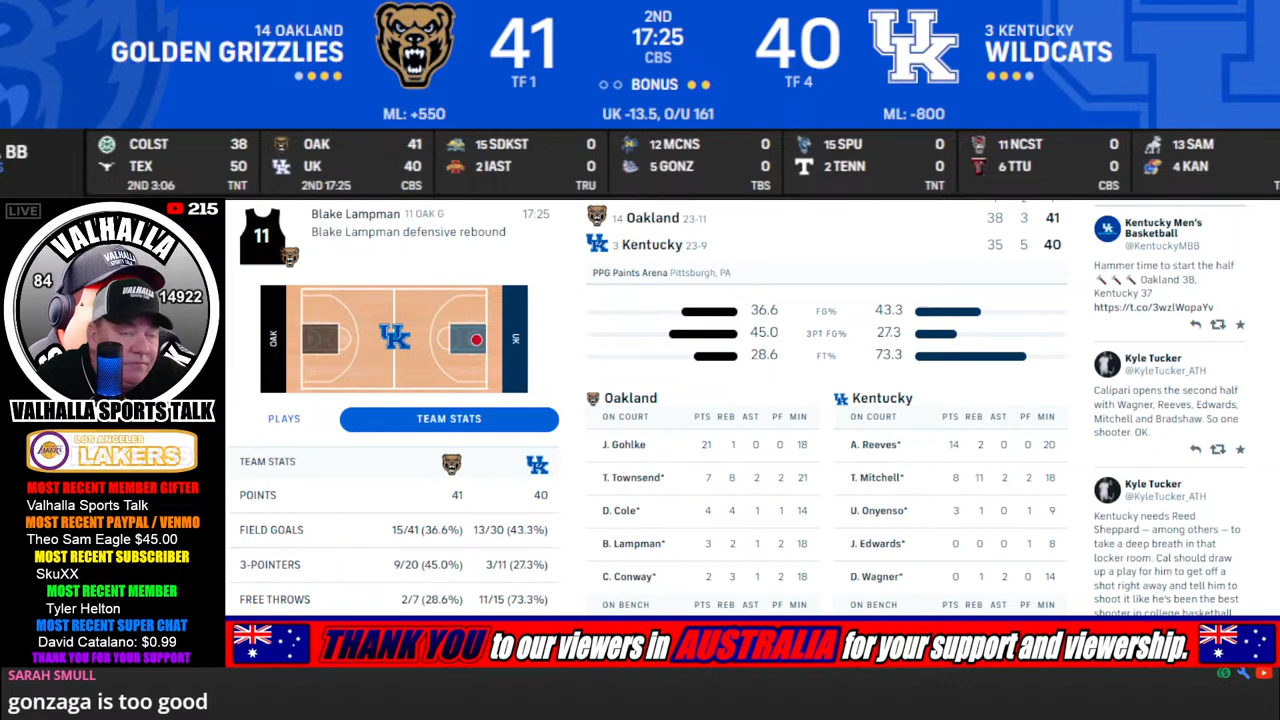 14 OAKLAND
GOLDEN GRIZZLIES
41
TF 1
ML: +550
2ND
17:25
CBS
BONUS
UK -13.5, O/U 161
40
TF 4
3 KENTUCKY
WILDCATS
ML: -800
BB
COLST 38
TEX 50
2ND 3:06 TNT
OAK 41
UK 40
2ND 17:25 CBS
15 SDKST 0
2 IAST 0
TRU
12 MCNS 0
5 GONZ 0
TBS
15 SPU 0
2 TENN 0
TNT
11 NCST 0
6 TTU 0
CBS
13 SAM
4 KAN
LIVE
215
VALHALLA
84
14922
VALHALLA SPORTS TALK
LOS ANGELES
LAKERS
MOST RECENT MEMBER GIFTER
Valhalla Sports Talk
MOST RECENT PAYPAL / VENMO
Theo Sam Eagle $45.00
MOST RECENT SUBSCRIBER
SkuXX
MOST RECENT MEMBER
Tyler Helton
MOST RECENT SUPER CHAT
David Catalano: $0.99
THANK YOU FOR YOUR SUPPORT
11
Blake Lampman 11 OAK G 17:25
Blake Lampman defensive rebound
OAK
UK
PLAYS
TEAM STATS
TEAM STATS
POINTS 41 40
FIELD GOALS 15/41 (36.6%) 13/30 (43.3%)
3-POINTERS 9/20 (45.0%) 3/11 (27.3%)
FREE THROWS 2/7 (28.6%) 11/15 (73.3%)
14 Oakland 23-11 38 3 41
3 Kentucky 23-9 35 5 40
PPG Paints Arena Pittsburgh, PA
36.6 FG% 43.3
45.0 3PT FG% 27.3
28.6 FT% 73.3
Oakland
ON COURT PTS REB AST PF MIN
J. Gohlke 21 1 0 0 18
T. Townsend* 7 8 2 2 21
D. Cole* 4 4 1 1 14
B. Lampman* 3 2 1 2 18
C. Conway* 2 3 1 2 18
ON BENCH PTS REB AST PF MIN
Kentucky
ON COURT PTS REB AST PF MIN
A. Reeves* 14 2 0 0 20
T. Mitchell* 8 11 2 2 18
U. Onyenso* 3 1 0 1 9
J. Edwards* 0 0 0 1 8
D. Wagner* 0 1 2 0 14
ON BENCH PTS REB AST PF MIN
Kentucky Men's
Basketball
@KentuckyMBB
Hammer time to start the half
Oakland 38,
Kentucky 37
https://t.co/3wzlWopaYv
Kyle Tucker
@KyleTucker_ATH
Calipari opens the second half
with Wagner, Reeves, Edwards,
Mitchell and Bradshaw. So one
shooter. OK.
Kyle Tucker
@KyleTucker_ATH
Kentucky needs Reed
Sheppard — among others — to
take a deep breath in that
locker room. Cal should draw
up a play for him to get off a
shot right away and tell him to
shoot it like he's been the best
shooter in college basketball
THANK YOU to our viewers in AUSTRALIA for your support and viewership.
SARAH SMULL
gonzaga is too good